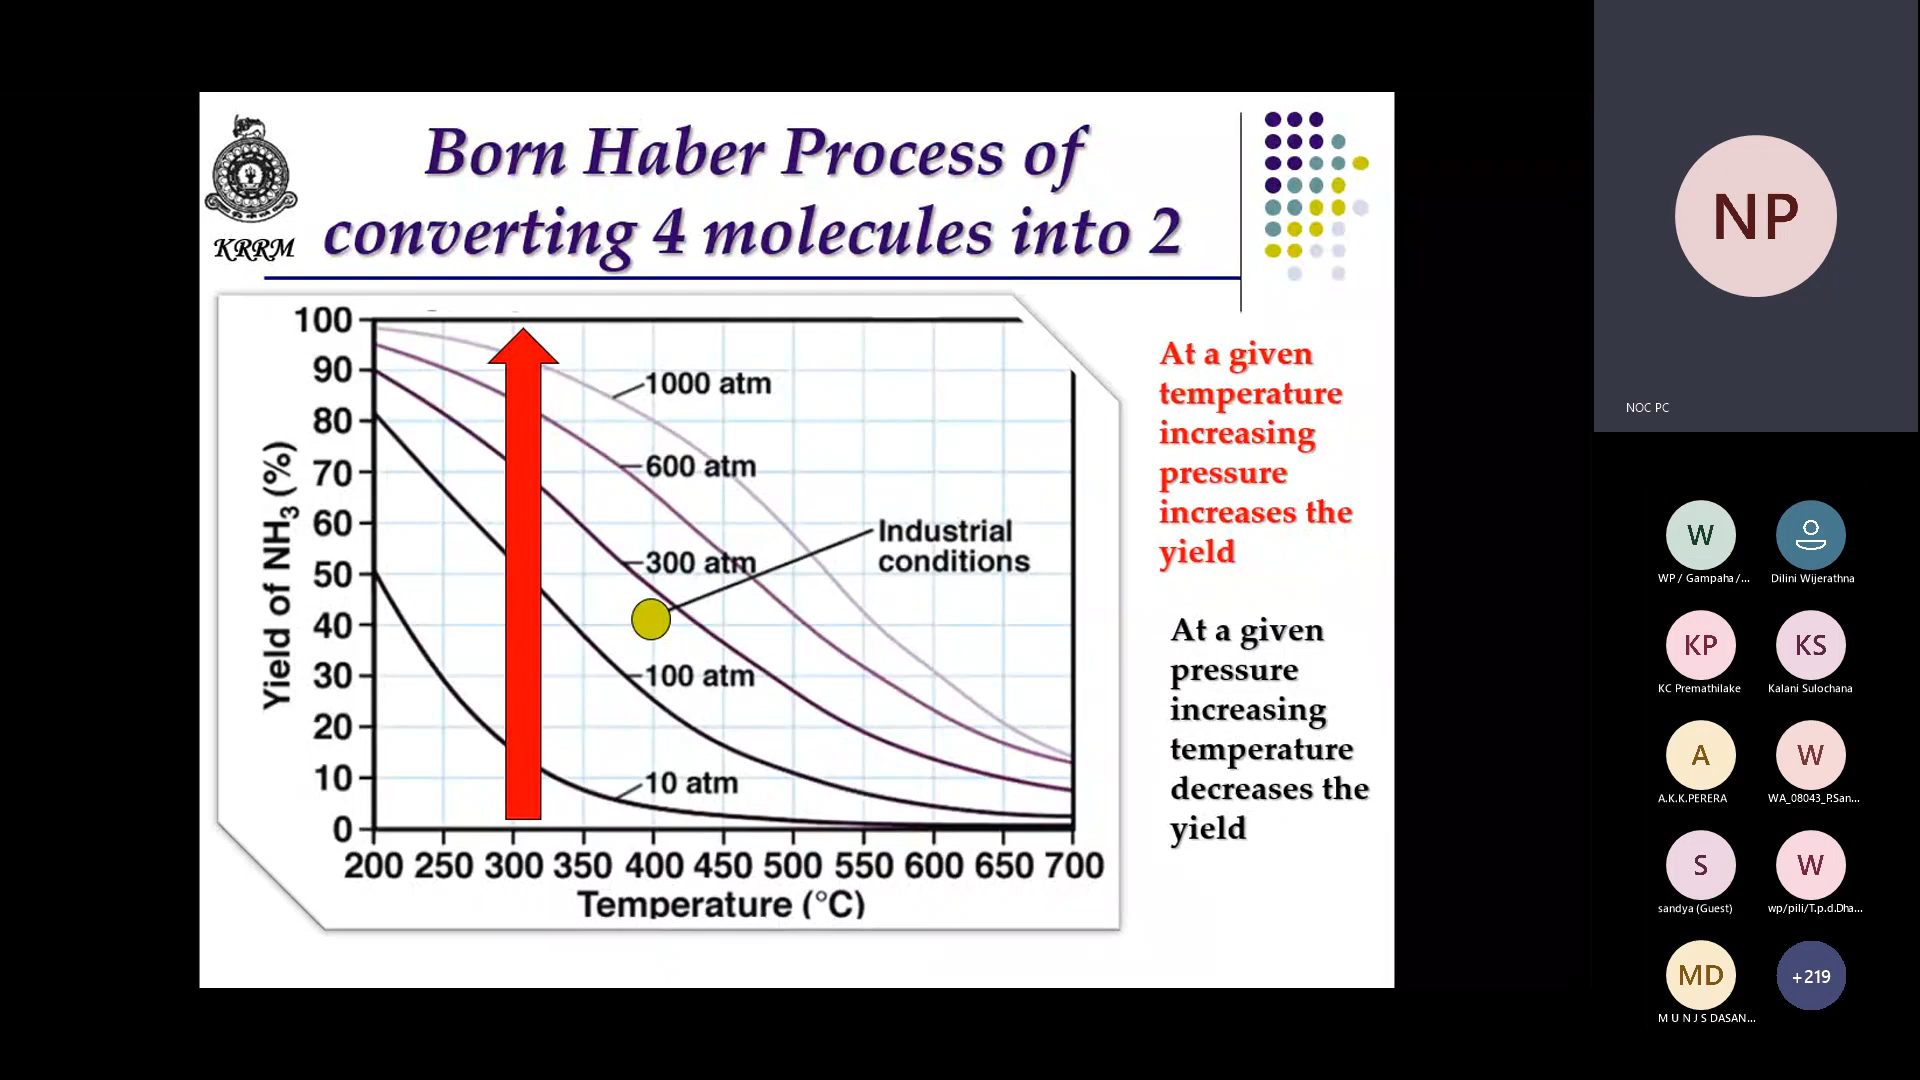 Born Haber Process of
converting 4 molecules into 2
KRRM
100
90
80
70
60
50
40
30
20
10
0
Yield of NH3 (%)
1000 atm
600 atm
300 atm
100 atm
10 atm
Industrial
conditions
200 250 300 350 400 450 500 550 600 650 700
Temperature (°C)
At a given
temperature
increasing
pressure
increases the
yield
At a given
pressure
increasing
temperature
decreases the
yield
NP
NOC PC
W
WP / Gampaha /... Dilini Wijerathna
KP KS
KC Premathilake Kalani Sulochana
A W
A.K.K.PERERA WA_08043_P.San...
S W
sandya (Guest) wp/pili/T.p.d.Dha...
MD +219
M U N J S DASAN...